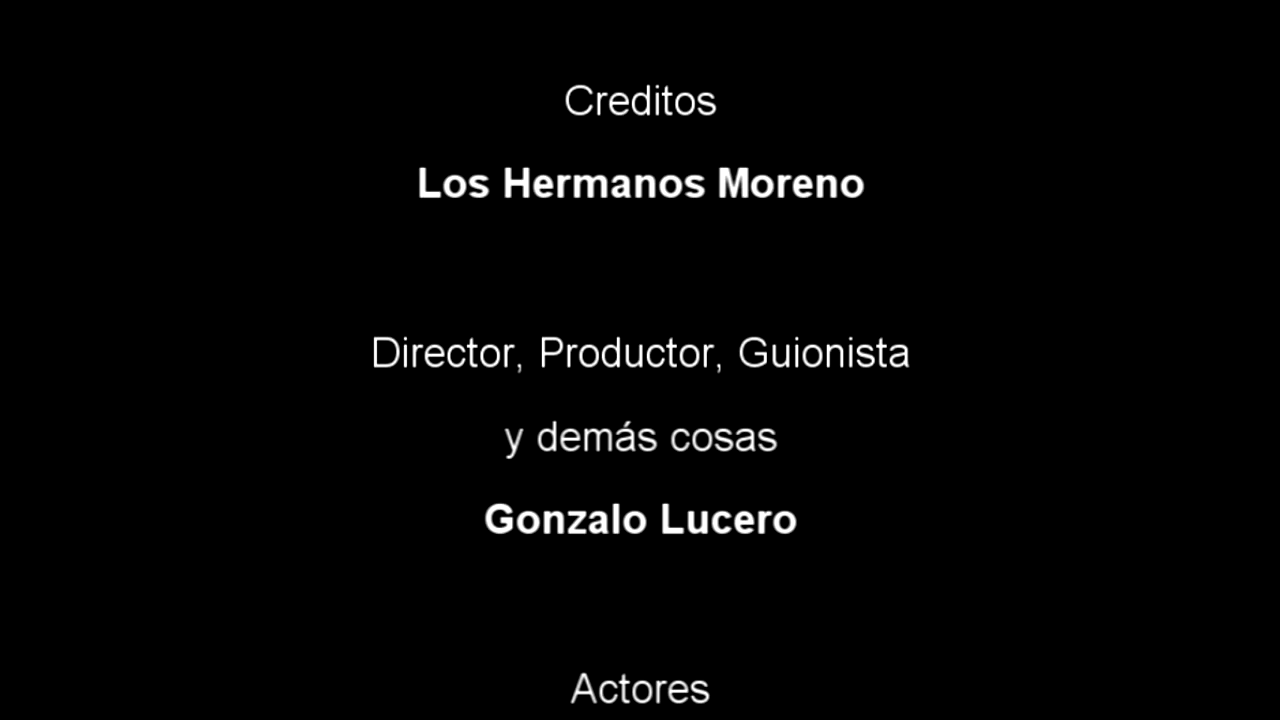 Creditos
Los Hermanos Moreno
Director, Productor, Guionista
y demás cosas
Gonzalo Lucero
Actores